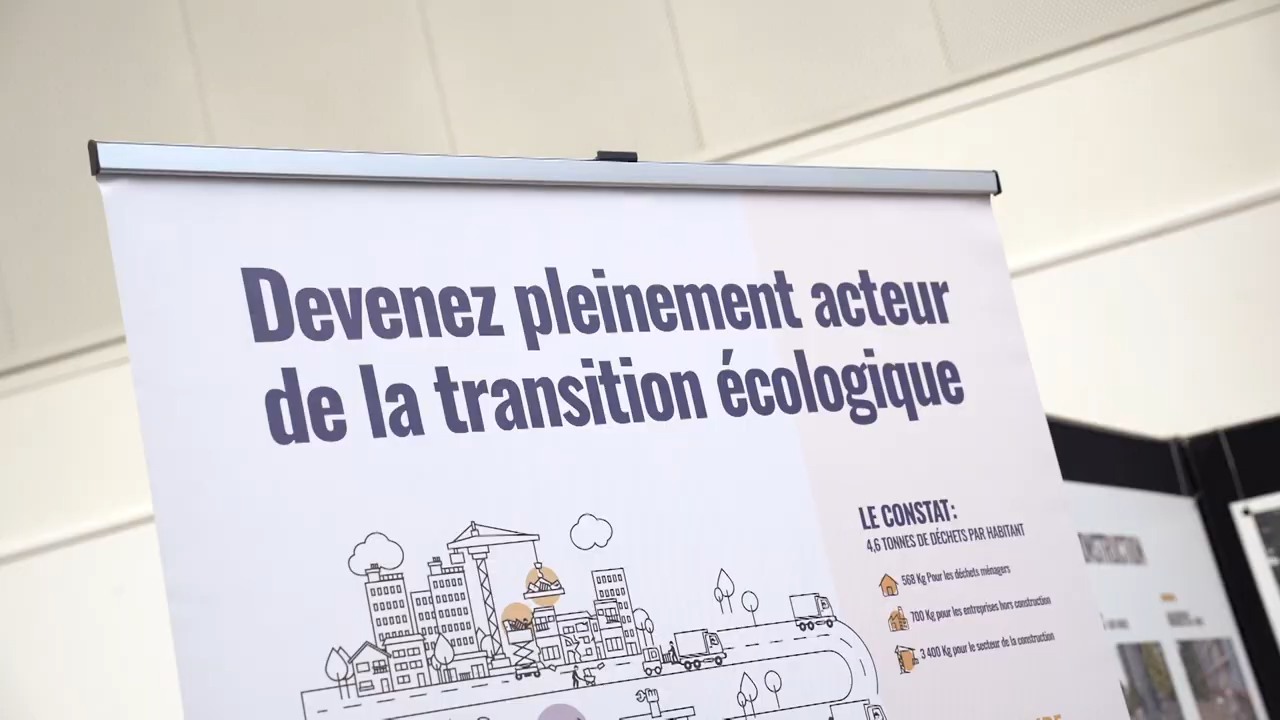 Devenez pleinement acteur
de la transition écologique
LE CONSTAT:
4,6 TONNES DE DÉCHETS PAR HABITANT
568 Kg Pour les déchets ménagers
700 Kg pour les entreprises hors construction
3 400 Kg pour le secteur de la construction